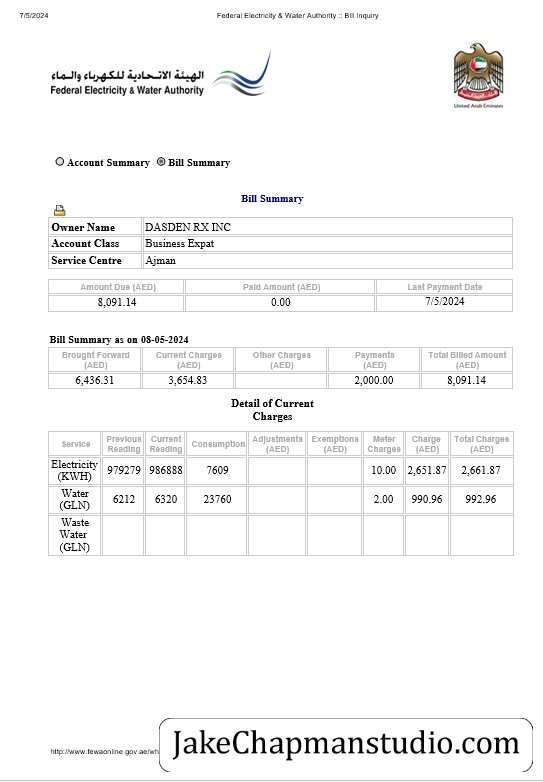 7/5/2024 Federal Electricity & Water Authority :: Bill Inquiry
الهيئة الاتحادية للكهرباء والماء
Federal Electricity & Water Authority
United Arab Emirates
Account Summary Bill Summary
Bill Summary
Owner Name DASDEN RX INC
Account Class Business Expat
Service Centre Ajman
Amount Due (AED) Paid Amount (AED) Last Payment Date
8,091.14 0.00 7/5/2024
Bill Summary as on 08-05-2024
Brought Forward (AED) Current Charges (AED) Other Charges (AED) Payments (AED) Total Billed Amount (AED)
6,436.31 3,654.83 2,000.00 8,091.14
Detail of Current
Charges
Service Previous Reading Current Reading Consumption Adjustments (AED) Exemptions (AED) Meter Charges Charge (AED) Total Charges (AED)
Electricity (KWH) 979279 986888 7609 10.00 2,651.87 2,661.87
Water (GLN) 6212 6320 23760 2.00 990.96 992.96
Waste Water (GLN)
http://www.fewaonline.gov.ae/wh
JakeChapmanstudio.com